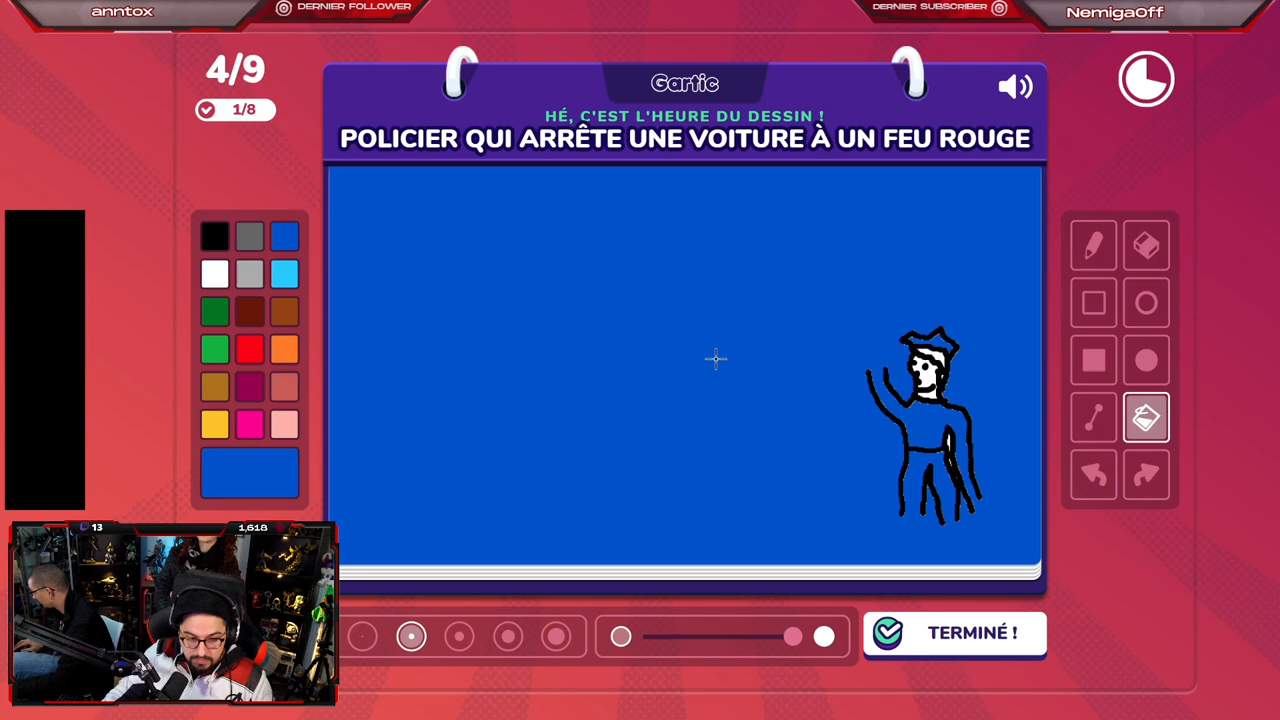 anntox
DERNIER FOLLOWER
DERNIER SUBSCRIBER
NemigaOff
4/9
1/8
Gartic
HÉ, C'EST L'HEURE DU DESSIN !
POLICIER QUI ARRÊTE UNE VOITURE À UN FEU ROUGE
13
1,618
TERMINÉ !